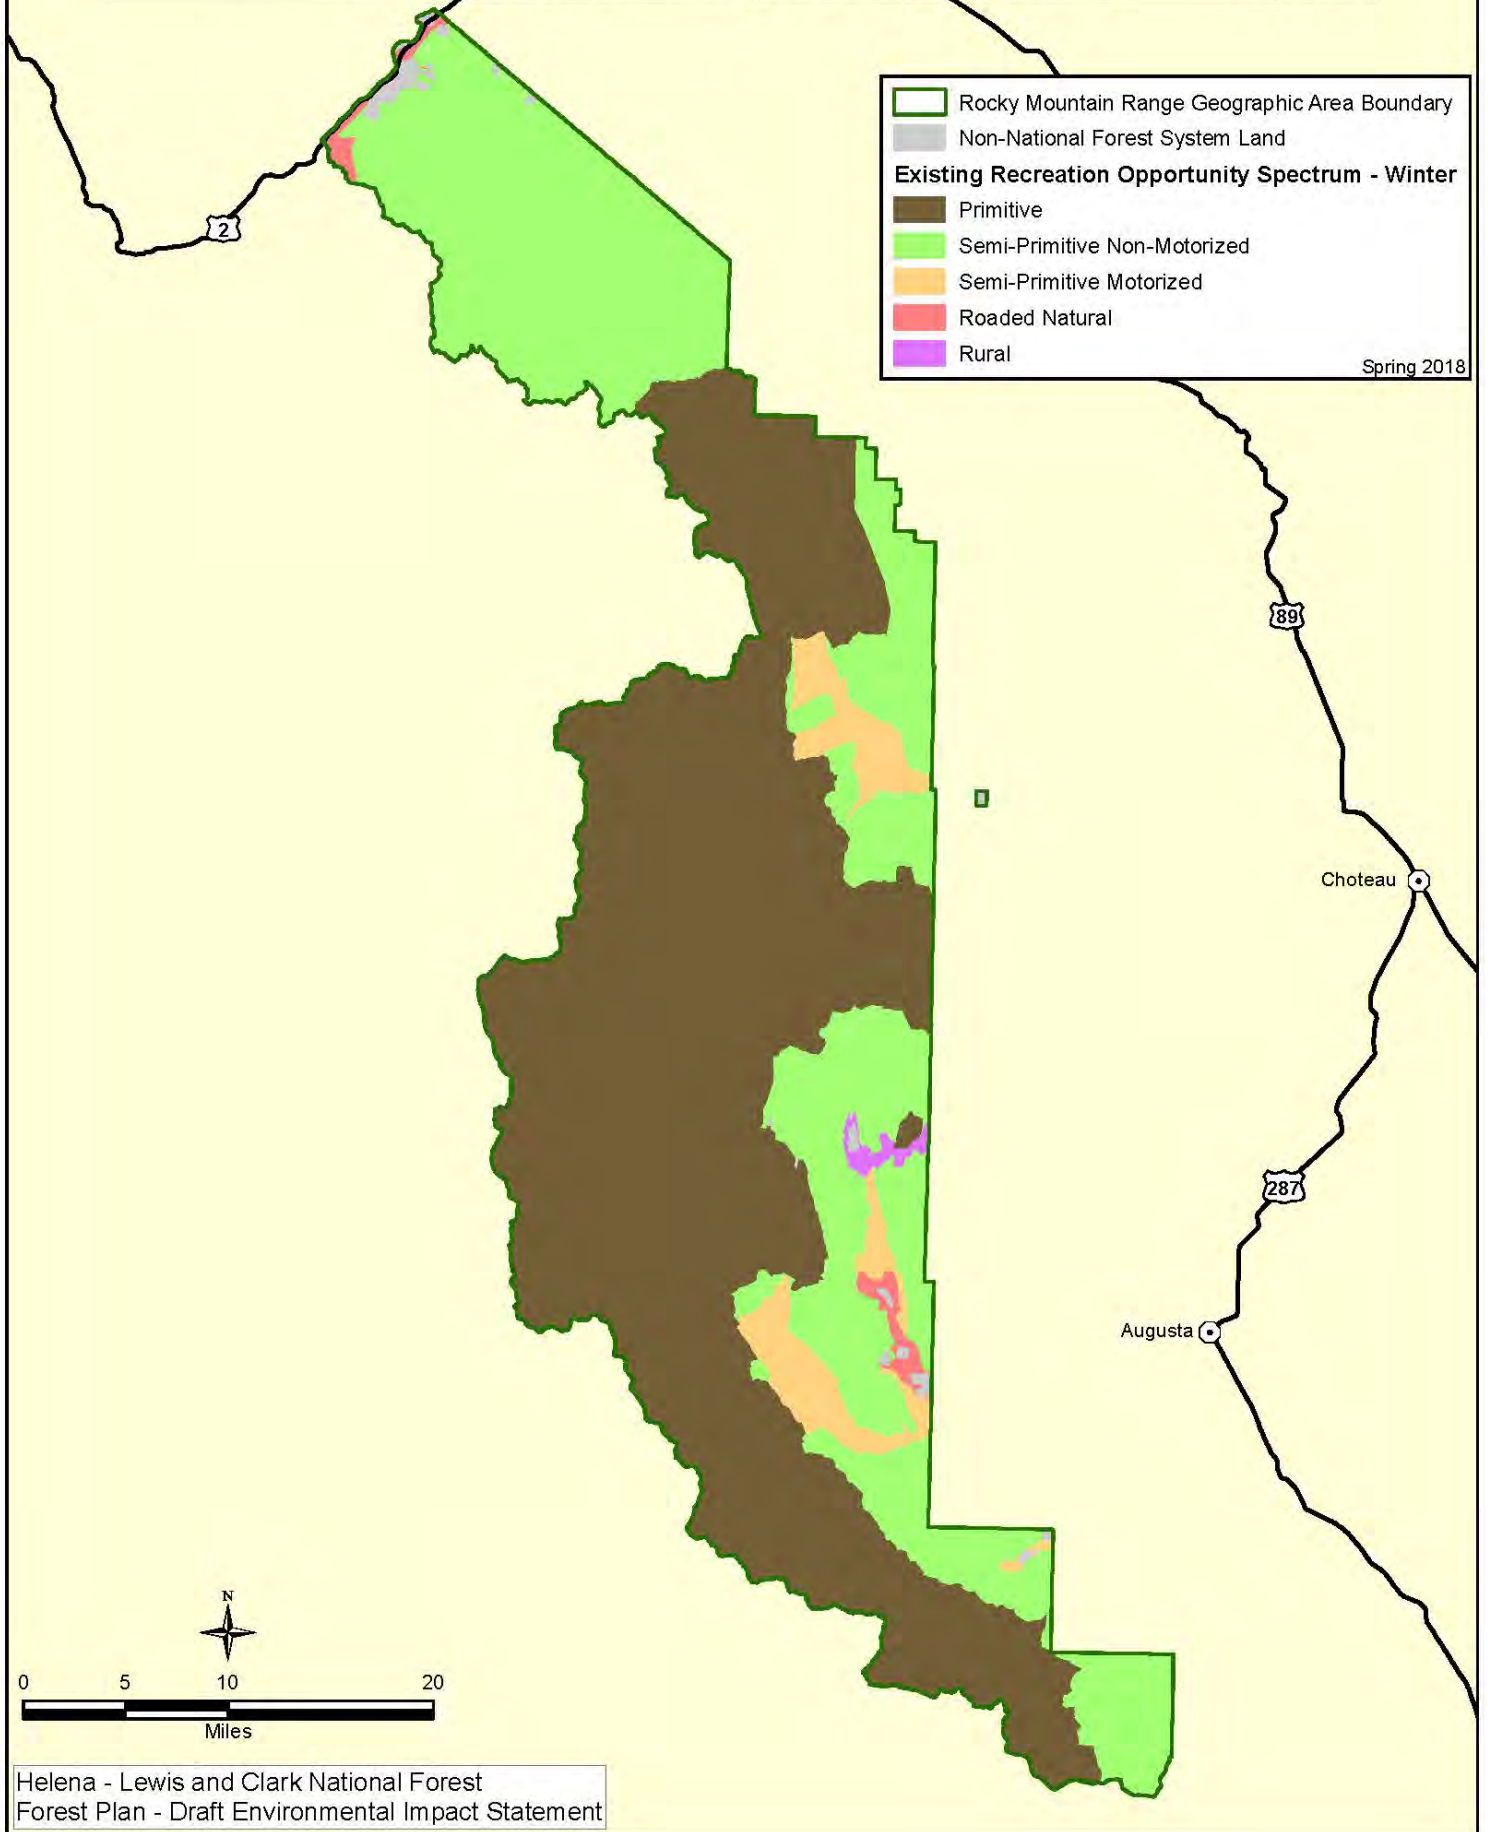 Rocky Mountain Range Geographic Area Boundary
Non-National Forest System Land
Existing Recreation Opportunity Spectrum - Winter
Primitive
Semi-Primitive Non-Motorized
Semi-Primitive Motorized
Roaded Natural
Rural
Spring 2018
2
89
Choteau
287
Augusta
N
0 5 10 20
Miles
Helena - Lewis and Clark National Forest
Forest Plan - Draft Environmental Impact Statement